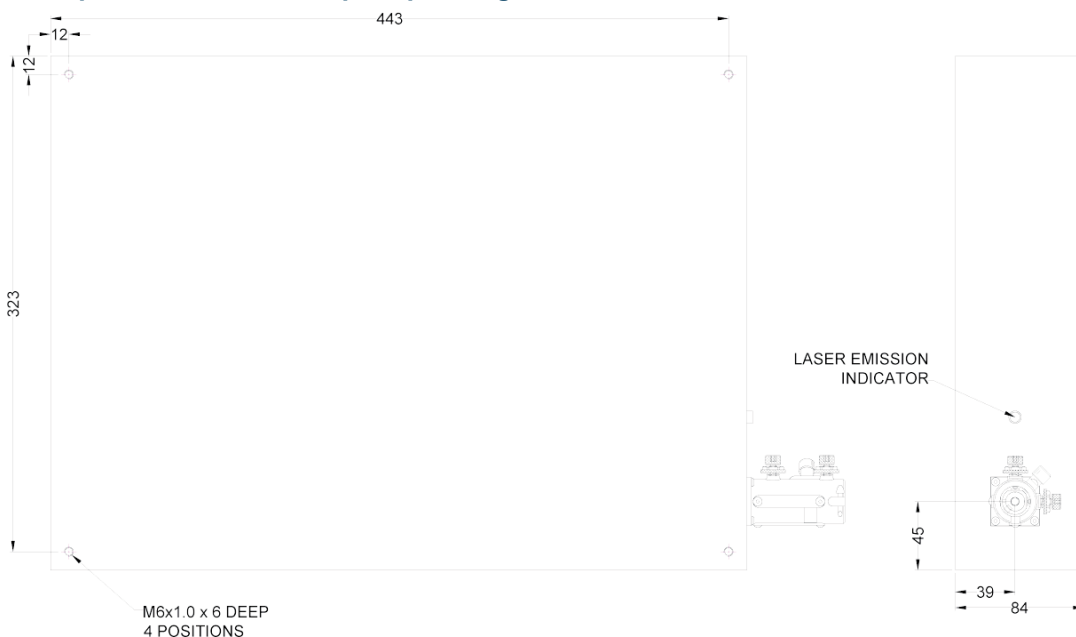 443
12
12
323
LASER EMISSION
INDICATOR
45
39
84
M6x1.0 x 6 DEEP
4 POSITIONS